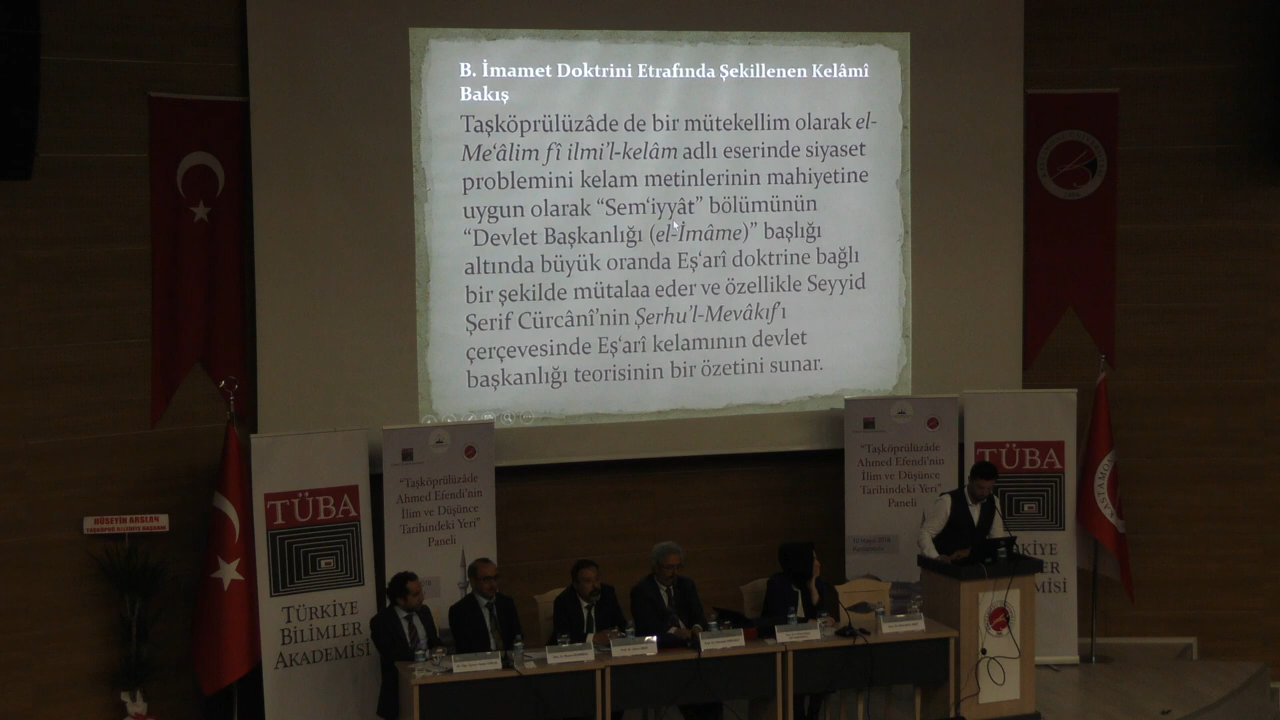 B. İmamet Doktrini Etrafında Şekillenen Kelâmî
Bakış
Taşköprülüzâde de bir mütekellim olarak el-
Me‘âlim fî ilmi’l-kelâm adlı eserinde siyaset
problemini kelam metinlerinin mahiyetine
uygun olarak “Sem‘iyyât” bölümünün
“Devlet Başkanlığı (el-İmâme)” başlığı
altında büyük oranda Eş‘arî doktrine bağlı
bir şekilde mütalaa eder ve özellikle Seyyid
Şerif Cürcânî’nin Şerhu’l-Mevâkıf’ı
çerçevesinde Eş‘arî kelamının devlet
başkanlığı teorisinin bir özetini sunar.
HÜSEYİN ARSLAN
TÜBA
TÜRKİYE
BİLİMLER
AKADEMİSİ
“Taşköprülüzâde
Ahmed Efendi’nin
İlim ve Düşünce
Tarihindeki Yeri”
Paneli
“Taşköprülüzâde
Ahmed Efendi’nin
İlim ve Düşünce
Tarihindeki Yeri”
Paneli
TÜBA